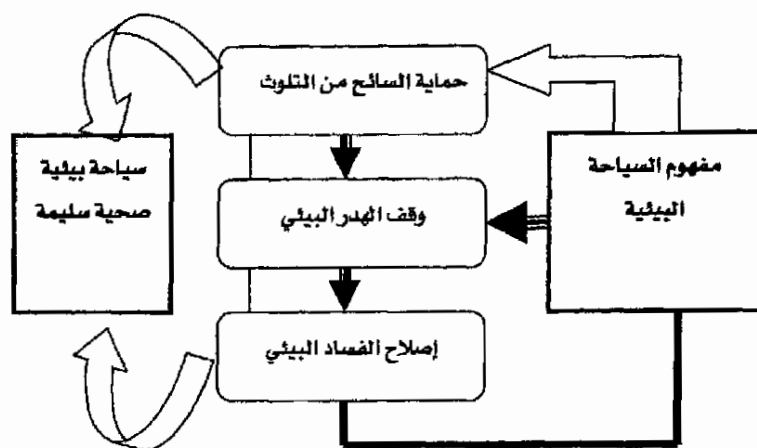 حماية السائح من التلوث
مفهوم السياحة
البيئية
وقف الهدر البيئي
سياحة بيئية
صحية سليمة
إصلاح الفساد البيئي